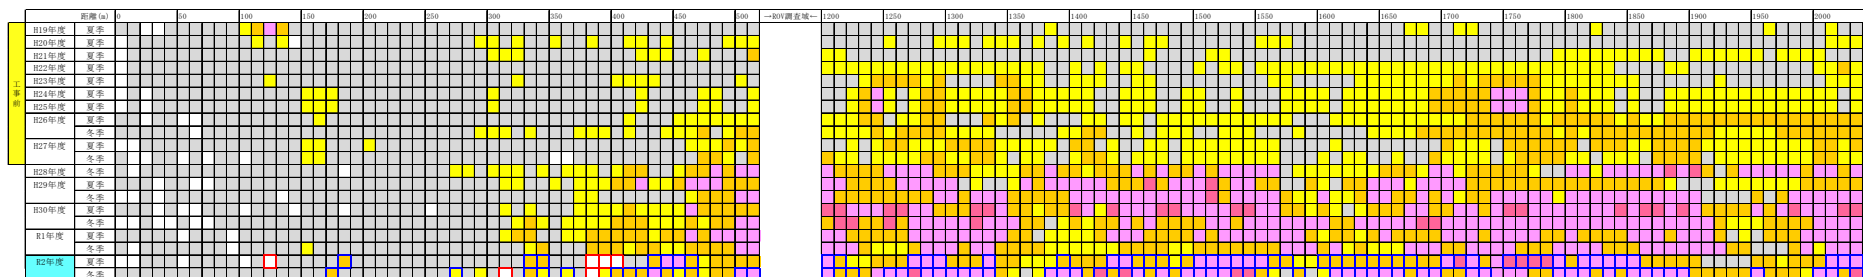 距離(m) 0 50 100 150 200 250 300 350 400 450 500 →ROV調査域← 1200 1250 1300 1350 1400 1450 1500 1550 1600 1650 1700 1750 1800 1850 1900 1950 2000
工事前
H19年度 夏季
H20年度 夏季
H21年度 夏季
H22年度 夏季
H23年度 夏季
H24年度 夏季
H25年度 夏季
H26年度 夏季
冬季
H27年度 夏季
冬季
H28年度 冬季
H29年度 夏季
冬季
H30年度 夏季
冬季
R1年度 夏季
冬季
R2年度 夏季
冬季